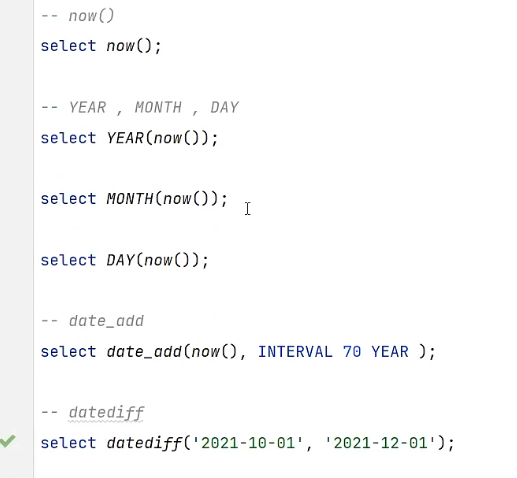 -- now()
select now();
-- YEAR , MONTH , DAY
select YEAR(now());
select MONTH(now());
select DAY(now());
-- date_add
select date_add(now(), INTERVAL 70 YEAR );
-- datediff
select datediff('2021-10-01', '2021-12-01');